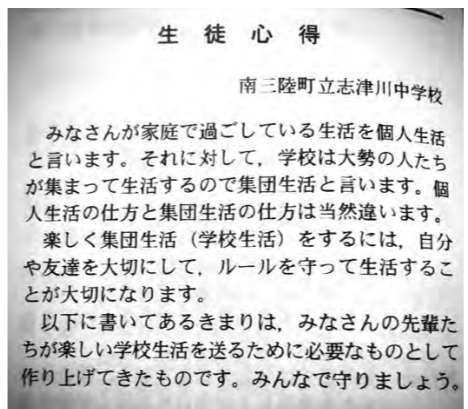 生徒心得
南三陸町立志津川中学校
みなさんが家庭で過ごしている生活を個人生活
と言います。それに対して，学校は大勢の人たち
が集まって生活するので集団生活と言います。個
人生活の仕方と集団生活の仕方は当然違います。
楽しく集団生活（学校生活）をするには，自分
や友達を大切にして，ルールを守って生活するこ
とが大切になります。
以下に書いてあるきまりは，みなさんの先輩た
ちが楽しい学校生活を送るために必要なものとして
作り上げてきたものです。みんなで守りましょう。